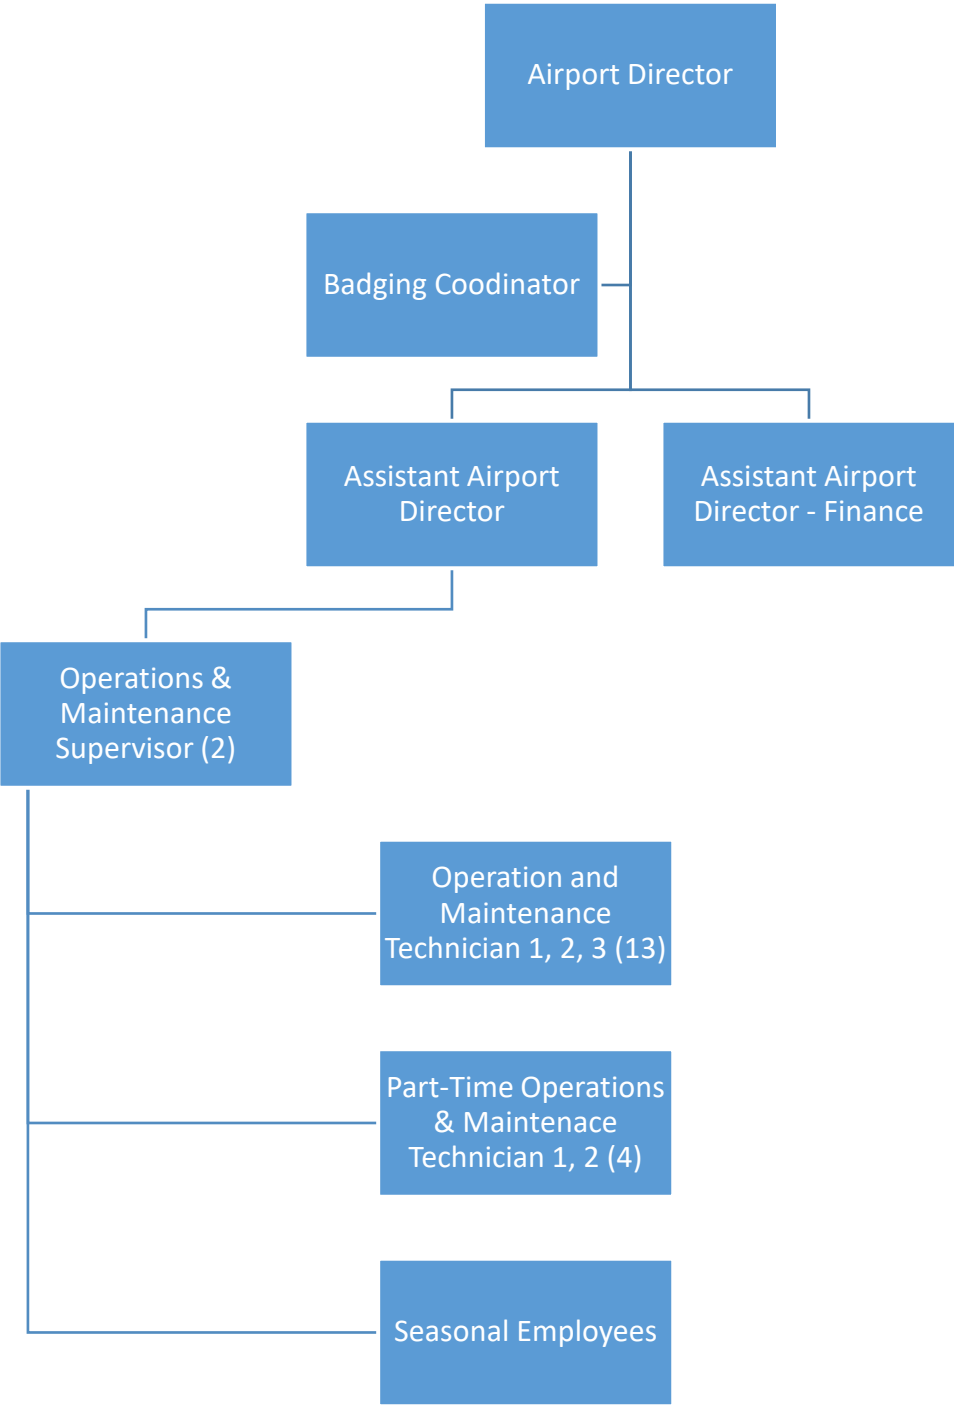 Airport Director
Badging Coodinator
Assistant Airport
Director
Assistant Airport
Director - Finance
Operations &
Maintenance
Supervisor (2)
Operation and
Maintenance
Technician 1, 2, 3 (13)
Part-Time Operations
& Maintenace
Technician 1, 2 (4)
Seasonal Employees